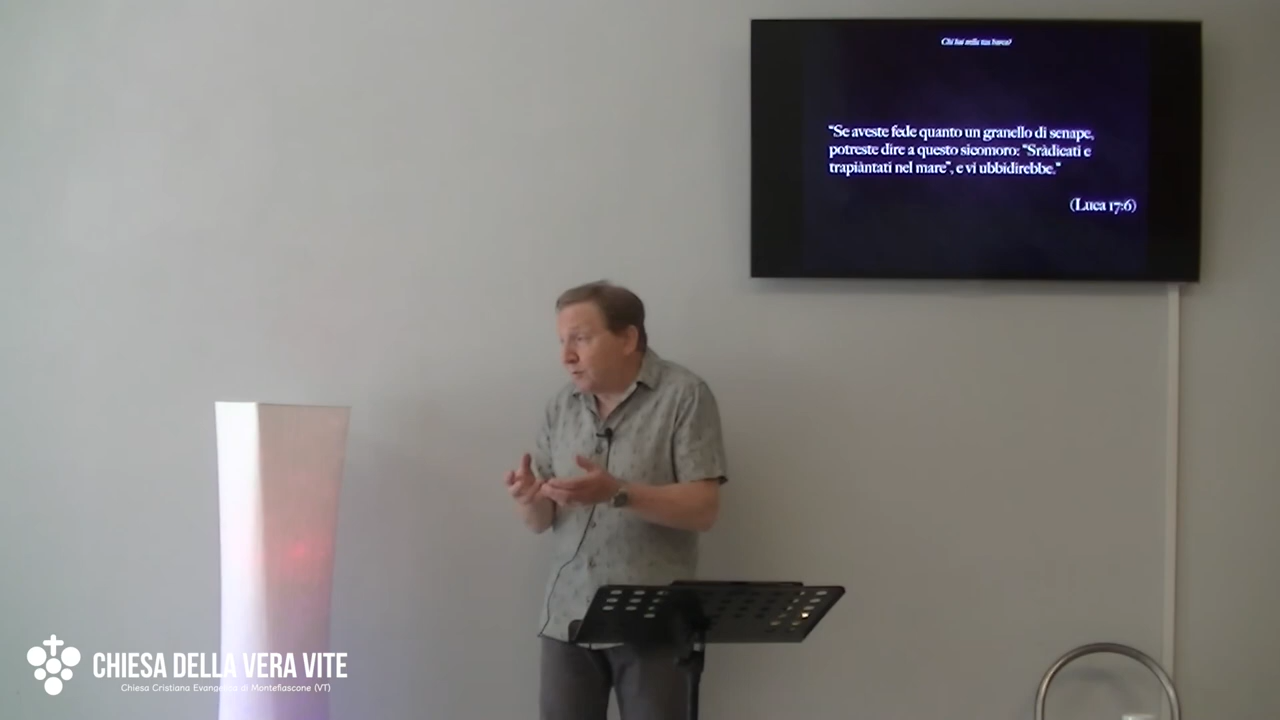 Chi hai nella tua barca?
"Se aveste fede quanto un granello di senape,
potreste dire a questo sicomoro: "Sràdicati e
trapiàntati nel mare", e vi ubbidirebbe."
(Luca 17:6)
CHIESA DELLA VERA VITE
Chiesa Cristiana Evangelica di Montefiascone (VT)